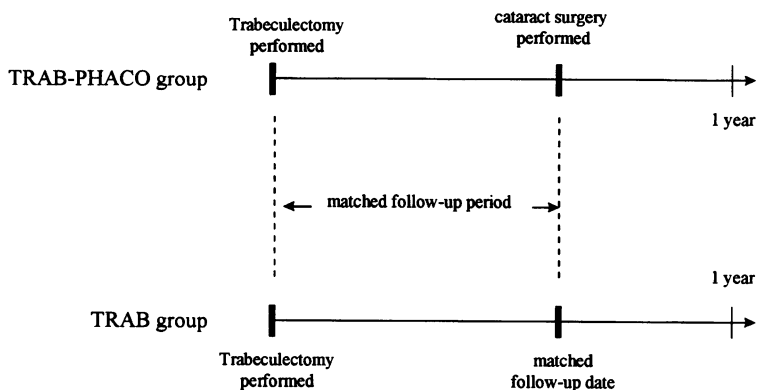 Trabeculectomy
performed
cataract surgery
performed
TRAB-PHACO group
1 year
matched follow-up period
1 year
TRAB group
Trabeculectomy
performed
matched
follow-up date